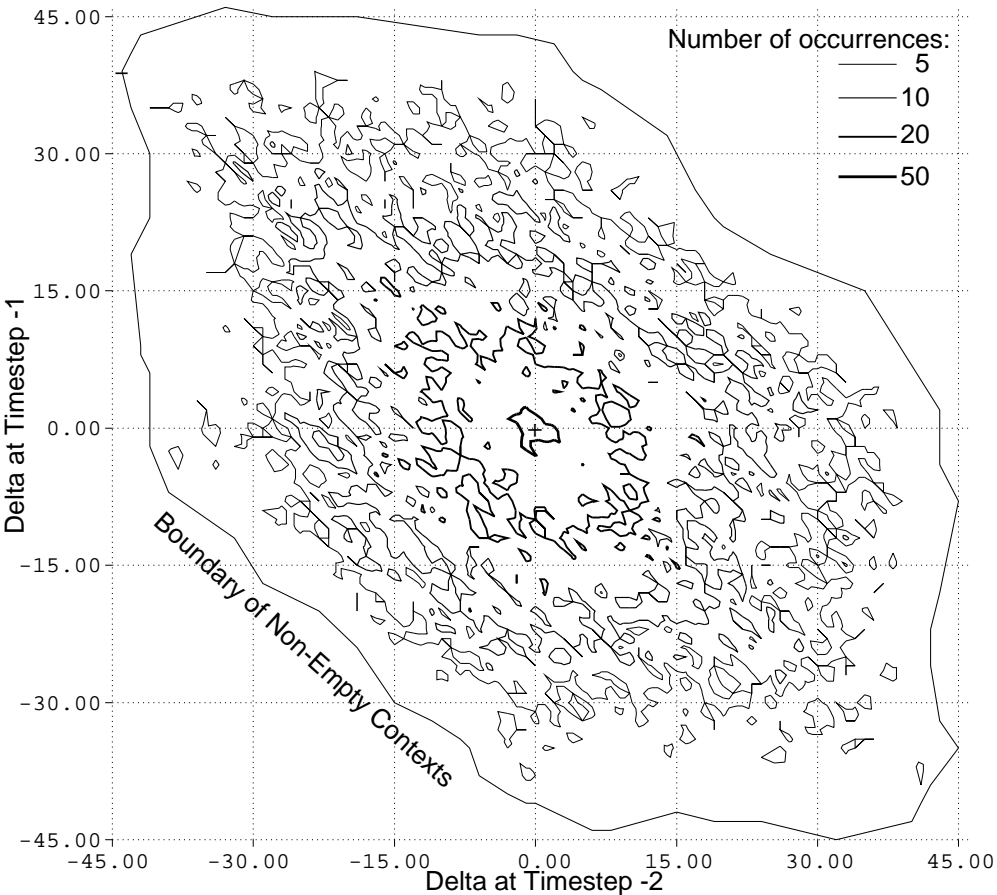 45.00
Number of occurrences:
5
10
20
30.00
50
15.00
Delta at Timestep -1
0.00
Boundary of Non-Empty Contexts
-15.00
-30.00
-45.00
-45.00 -30.00 -15.00 0.00 15.00 30.00 45.00
Delta at Timestep -2